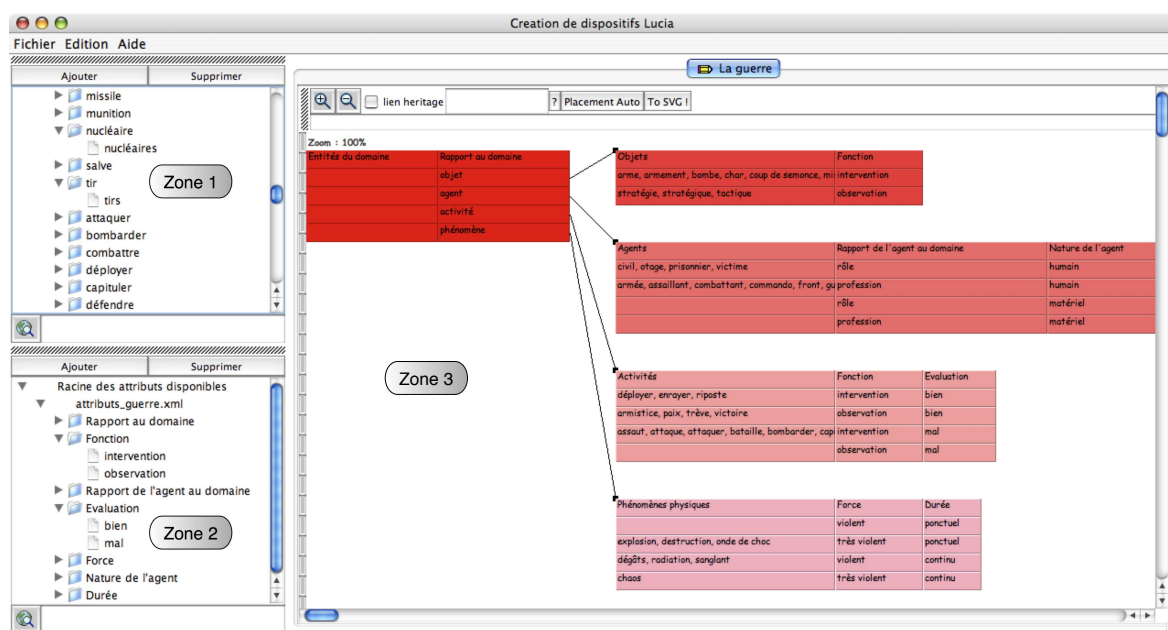 Creation de dispositifs Lucia
Fichier Edition Aide
Ajouter Supprimer
missile
munition
nucléaire
nucléaires
salve
tir
tirs
attaquer
bombarder
combattre
déployer
capituler
défendre
Zone 1
Ajouter Supprimer
Racine des attributs disponibles
attributs_guerre.xml
Rapport au domaine
Fonction
intervention
observation
Rapport de l'agent au domaine
Evaluation
bien
mal
Force
Nature de l'agent
Durée
Zone 2
La guerre
lien heritage ? Placement Auto To SVG !
Zoom : 100%
Entités du domaine Rapport au domaine
objet
agent
activité
phénomène
Objets Fonction
arme, armement, bombe, char, coup de semonce, mi intervention
stratégie, stratégique, tactique observation
Agents Rapport de l'agent au domaine Nature de l'agent
civil, otage, prisonnier, victime rôle humain
armée, assaillant, combattant, commando, front, gu profession humain
rôle matériel
profession matériel
Zone 3
Activités Fonction Evaluation
déployer, enrayer, riposte intervention bien
armistice, paix, trève, victoire observation bien
assaut, attaque, attaquer, bataille, bombarder, capi intervention mal
observation mal
Phénomènes physiques Force Durée
violent ponctuel
explosion, destruction, onde de choc très violent ponctuel
dégâts, radiation, sanglant violent continu
chaos très violent continu